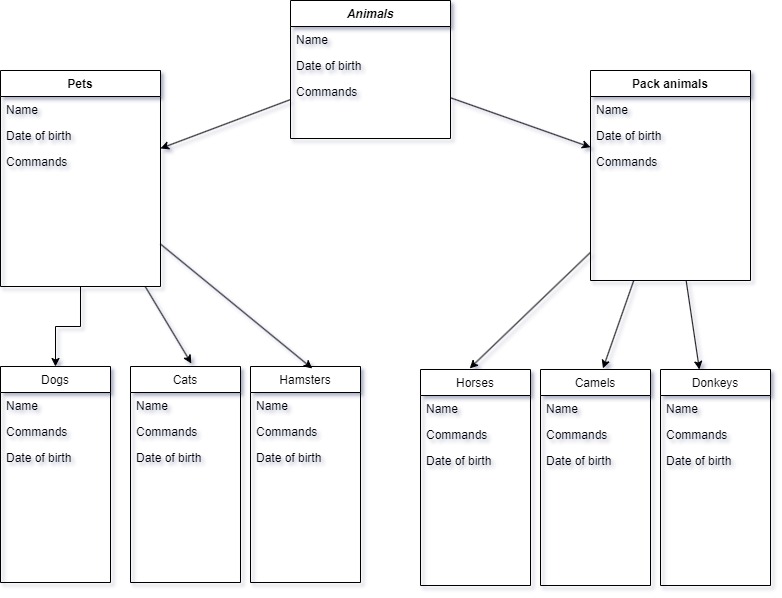 Animals
Name
Date of birth
Commands
Pets
Name
Date of birth
Commands
Pack animals
Name
Date of birth
Commands
Dogs
Name
Commands
Date of birth
Cats
Name
Commands
Date of birth
Hamsters
Name
Commands
Date of birth
Horses
Name
Commands
Date of birth
Camels
Name
Commands
Date of birth
Donkeys
Name
Commands
Date of birth